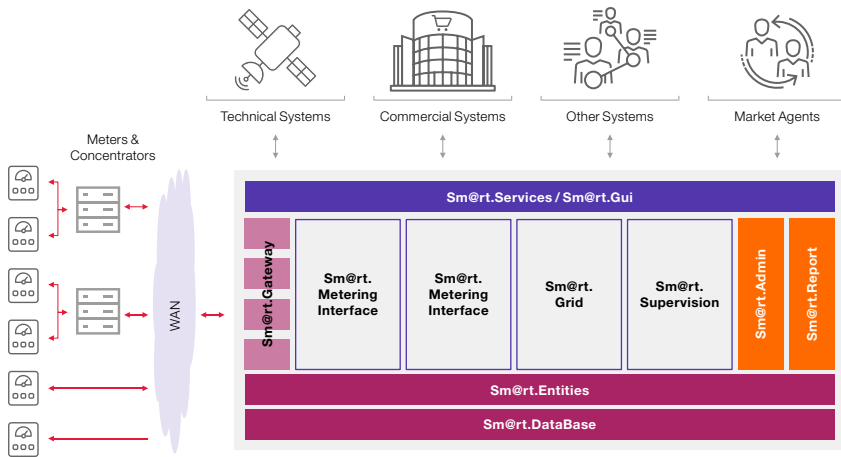 Technical Systems
Commercial Systems
Other Systems
Market Agents
Meters &
Concentrators
WAN
Sm@rt.Services / Sm@rt.Gui
Sm@rt.Gateway
Sm@rt.
Metering
Interface
Sm@rt.
Metering
Interface
Sm@rt.
Grid
Sm@rt.
Supervision
Sm@rt.Admin
Sm@rt.Report
Sm@rt.Entities
Sm@rt.DataBase